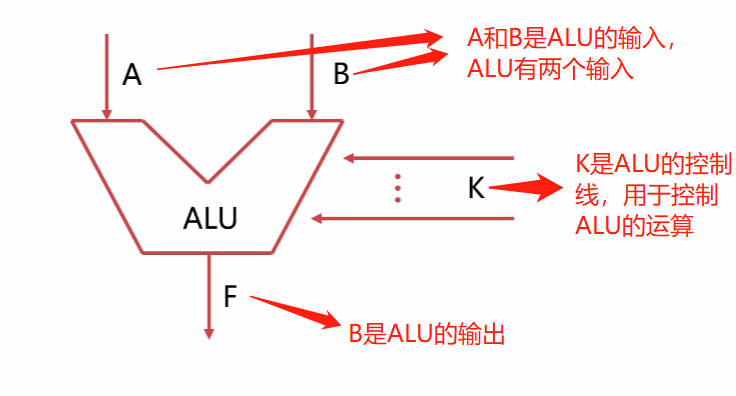 A
B
A和B是ALU的输入，
ALU有两个输入
K
K是ALU的控制
线，用于控制
ALU的运算
ALU
F
B是ALU的输出